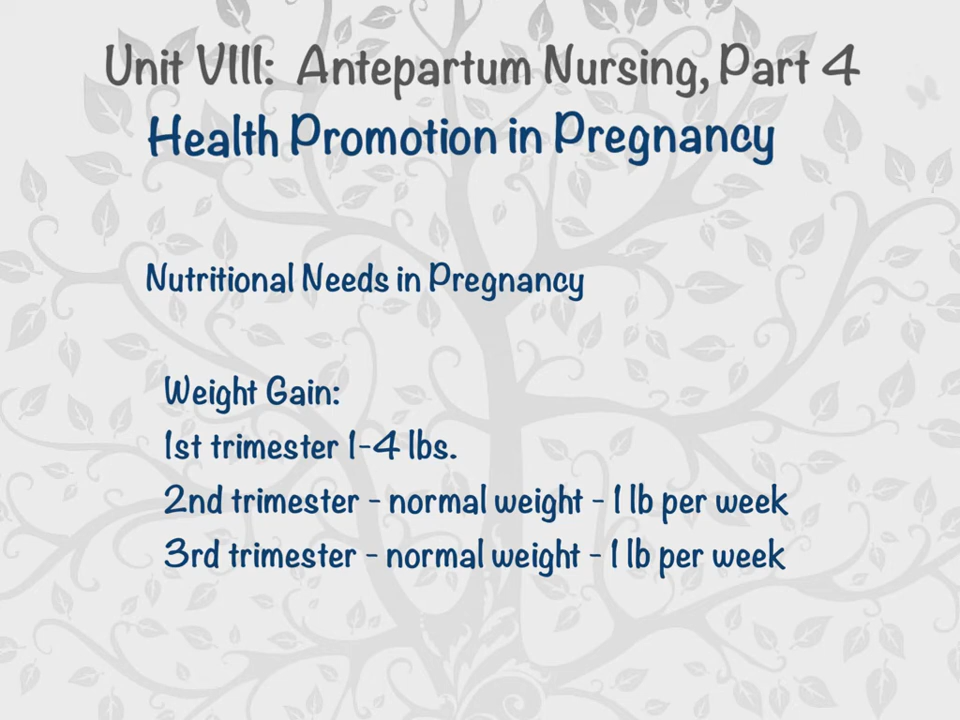 Unit VIII: Antepartum Nursing, Part 4
Health Promotion in Pregnancy
Nutritional Needs in Pregnancy
Weight Gain:
1st trimester 1-4 lbs.
2nd trimester - normal weight - 1 lb per week
3rd trimester - normal weight - 1 lb per week